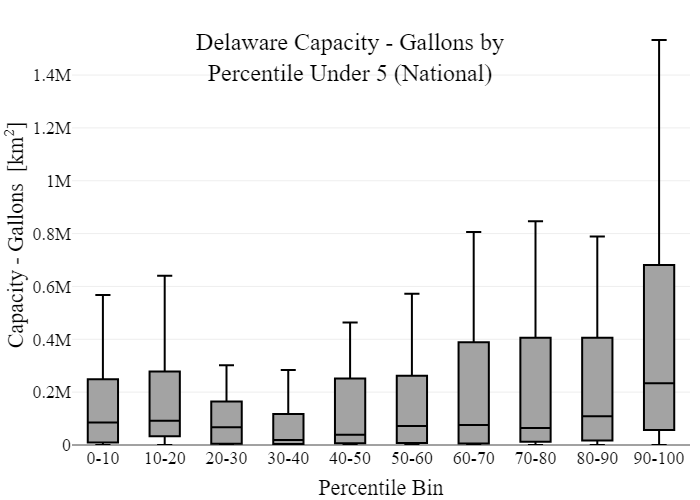 Delaware Capacity - Gallons by
Percentile Under 5 (National)
Capacity - Gallons [km²]
1.4M
1.2M
1M
0.8M
0.6M
0.4M
0.2M
0
0-10 10-20 20-30 30-40 40-50 50-60 60-70 70-80 80-90 90-100
Percentile Bin